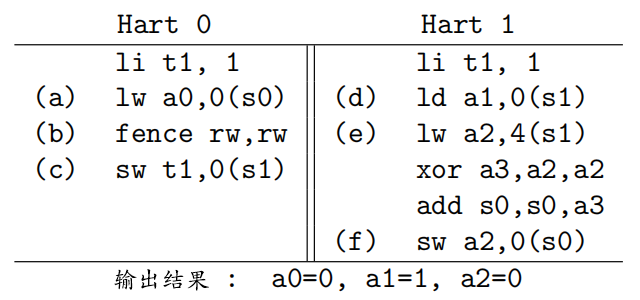 Hart 0 Hart 1
li t1, 1 li t1, 1
(a) lw a0,0(s0) (d) ld a1,0(s1)
(b) fence rw,rw (e) lw a2,4(s1)
(c) sw t1,0(s1) xor a3,a2,a2
add s0,s0,a3
(f) sw a2,0(s0)
输出结果 : a0=0, a1=1, a2=0